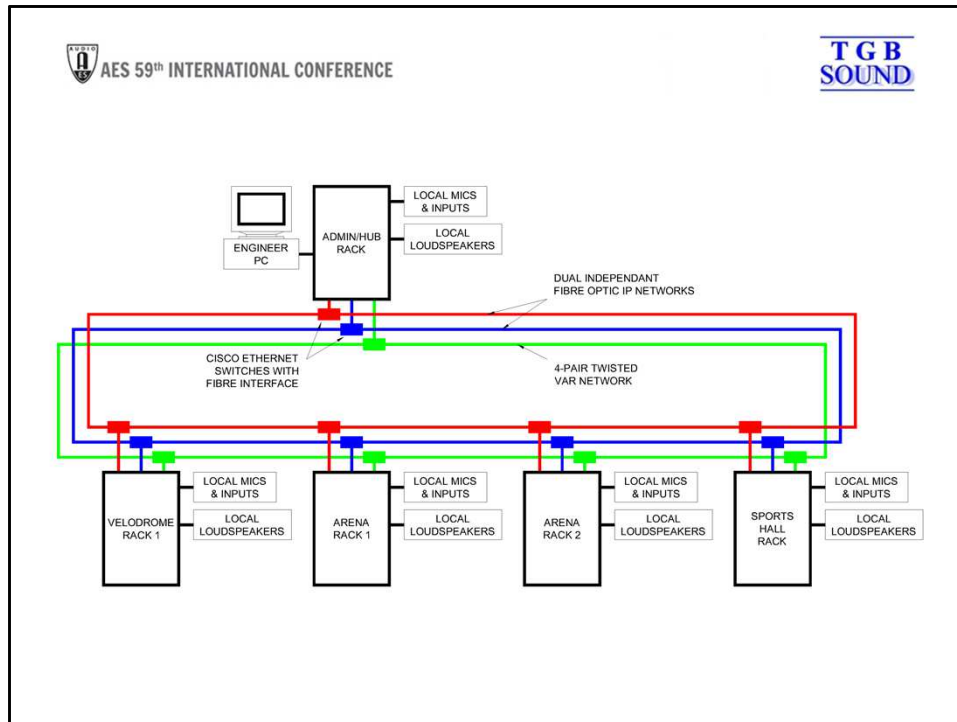 AUDIO
AES
AES 59th INTERNATIONAL CONFERENCE
T G B
SOUND
LOCAL MICS
& INPUTS
ADMIN/HUB
RACK
LOCAL
LOUDSPEAKERS
ENGINEER
PC
DUAL INDEPENDANT
FIBRE OPTIC IP NETWORKS
CISCO ETHERNET
SWITCHES WITH
FIBRE INTERFACE
4-PAIR TWISTED
VAR NETWORK
VELODROME
RACK 1
LOCAL MICS
& INPUTS
LOCAL
LOUDSPEAKERS
ARENA
RACK 1
LOCAL MICS
& INPUTS
LOCAL
LOUDSPEAKERS
ARENA
RACK 2
LOCAL MICS
& INPUTS
LOCAL
LOUDSPEAKERS
SPORTS
HALL
RACK
LOCAL MICS
& INPUTS
LOCAL
LOUDSPEAKERS